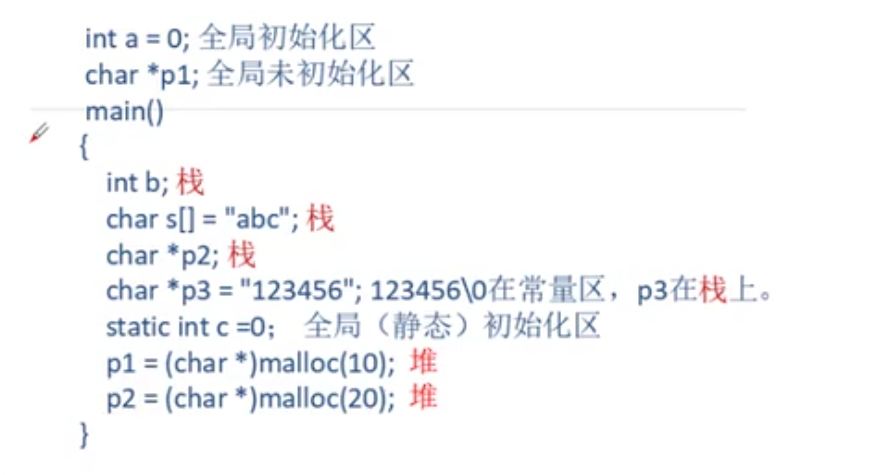 int a = 0; 全局初始化区
char *p1; 全局未初始化区
main()
{
int b; 栈
char s[] = "abc"; 栈
char *p2; 栈
char *p3 = "123456"; 123456\0在常量区，p3在栈上。
static int c =0； 全局（静态）初始化区
p1 = (char *)malloc(10); 堆
p2 = (char *)malloc(20); 堆
}